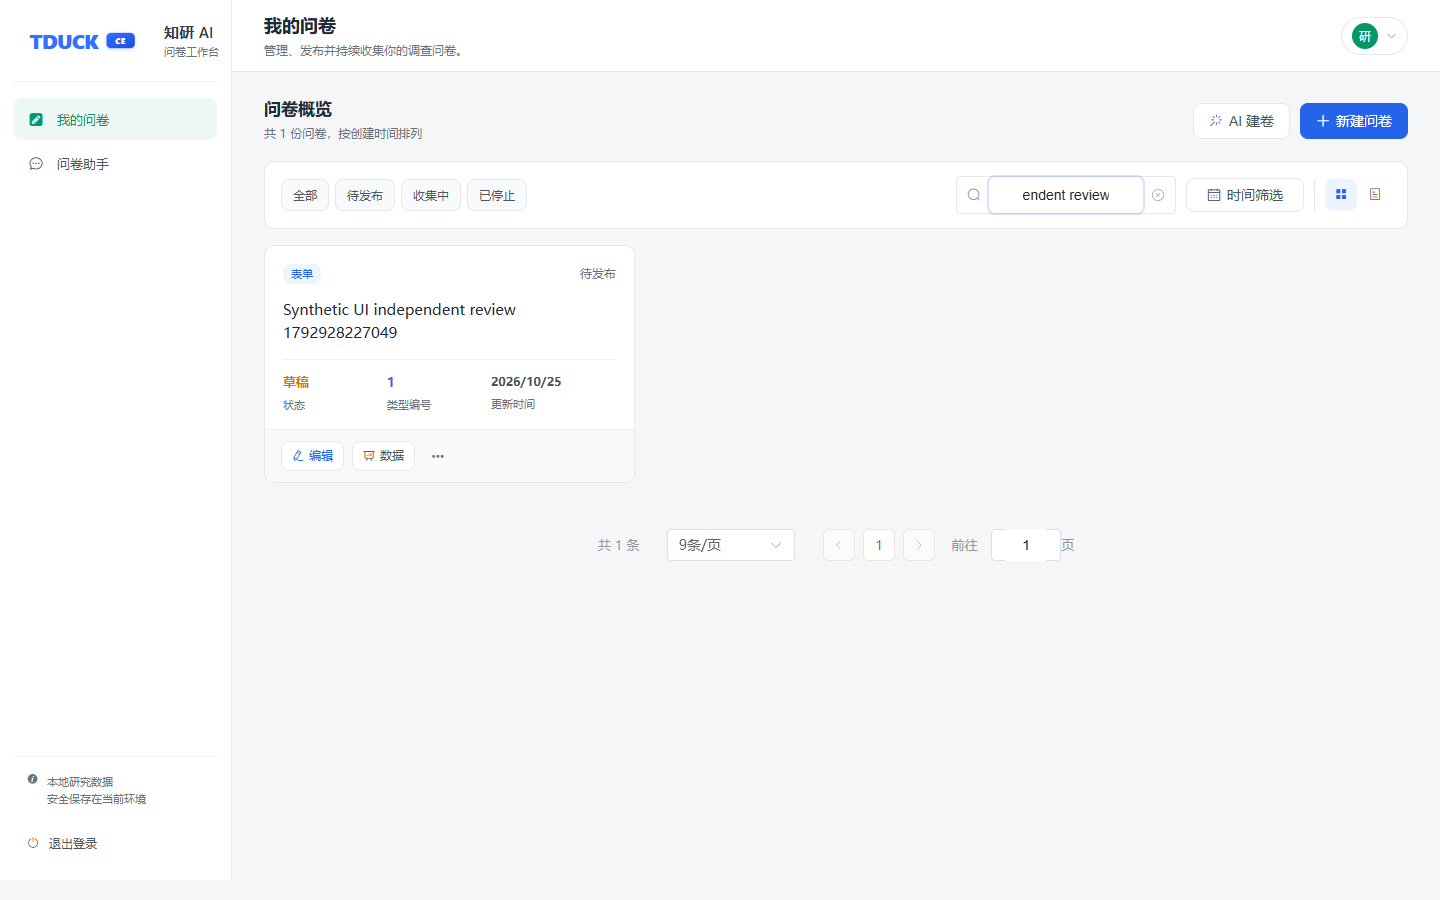 TDUCK CE
知研 AI
问卷工作台
我的问卷
问卷助手
本地研究数据
安全保存在当前环境
退出登录
我的问卷
管理、发布并持续收集你的调查问卷。
研
问卷概览
共 1 份问卷，按创建时间排列
AI 建卷
新建问卷
全部 待发布 收集中 已停止
endent review
时间筛选
表单 待发布
Synthetic UI independent review
1792928227049
草稿 1 2026/10/25
状态 类型编号 更新时间
编辑 数据
共 1 条 9条/页 1 前往 1 页